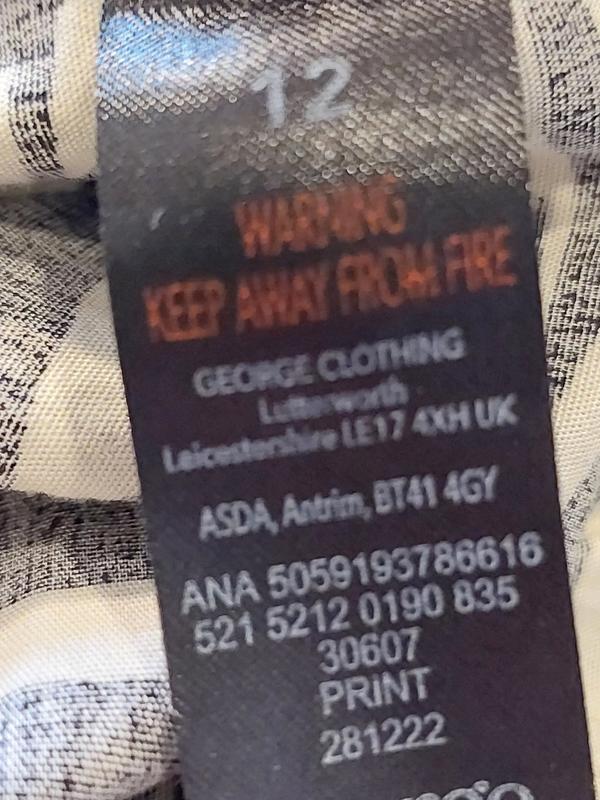 12
WARNING
KEEP AWAY FROM FIRE
GEORGE CLOTHING
Lutterworth
Leicestershire LE17 4XH UK
ASDA, Antrim, BT41 4GY
ANA 5059193786616
521 5212 0190 835
30607
PRINT
281222